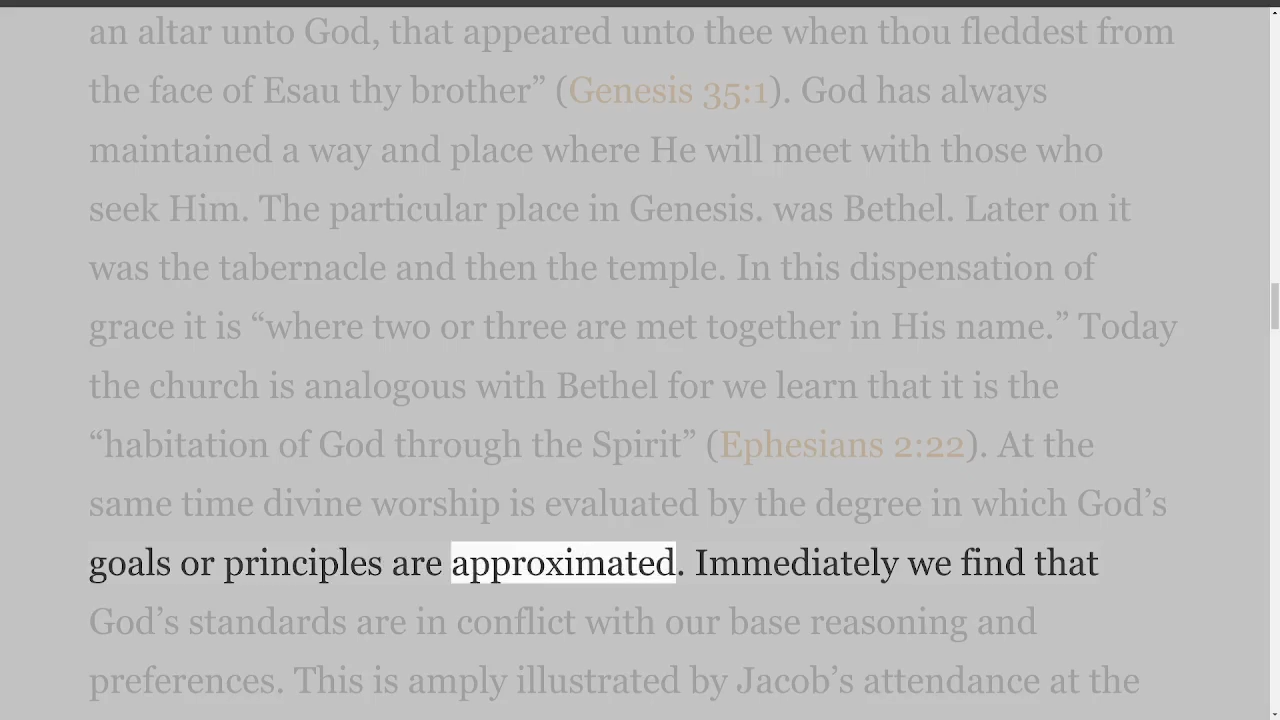 an altar unto God, that appeared unto thee when thou fleddest from
the face of Esau thy brother” (Genesis 35:1). God has always
maintained a way and place where He will meet with those who
seek Him. The particular place in Genesis. was Bethel. Later on it
was the tabernacle and then the temple. In this dispensation of
grace it is “where two or three are met together in His name.” Today
the church is analogous with Bethel for we learn that it is the
“habitation of God through the Spirit” (Ephesians 2:22). At the
same time divine worship is evaluated by the degree in which God’s
goals or principles are approximated. Immediately we find that
God’s standards are in conflict with our base reasoning and
preferences. This is amply illustrated by Jacob’s attendance at the